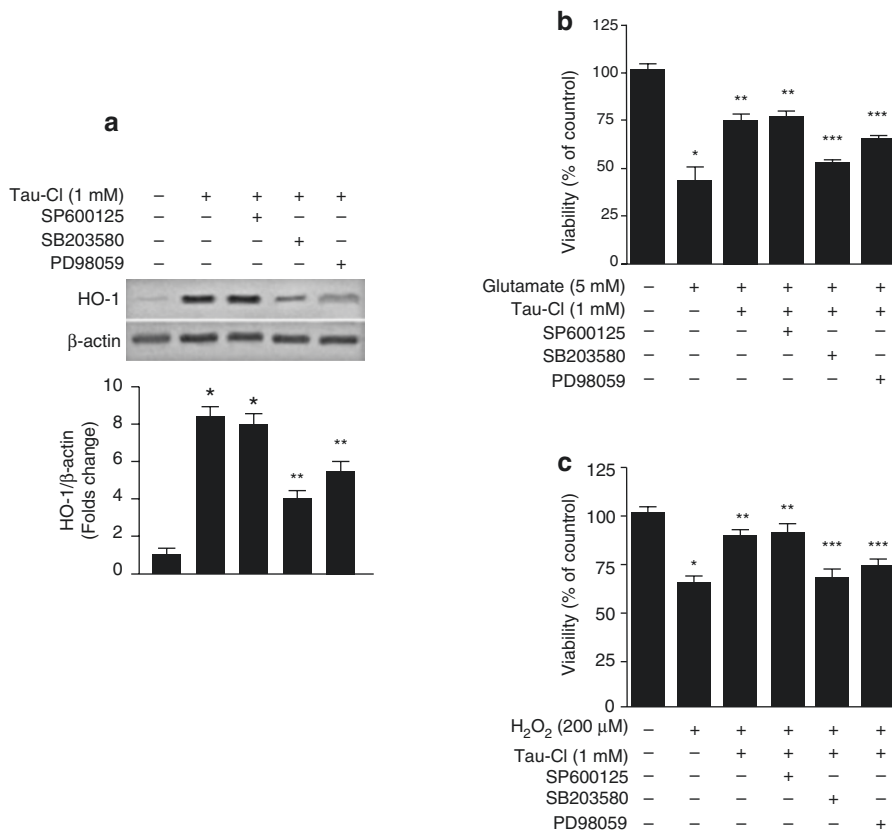 a
Tau-Cl (1 mM) – + + + +
SP600125 – – + – –
SB203580 – – – + –
PD98059 – – – – +
HO-1
β-actin
HO-1/β-actin
(Folds change)
10
8
6
4
2
0
* * ** **
b
Viability (% of countrol)
125
100
75
50
25
0
* ** ** *** ***
Glutamate (5 mM) – + + + + +
Tau-Cl (1 mM) – – + + + +
SP600125 – – – + – –
SB203580 – – – – + –
PD98059 – – – – – +
c
Viability (% of countrol)
125
100
75
50
25
0
* ** ** *** ***
H₂O₂ (200 μM) – + + + + +
Tau-Cl (1 mM) – – + + + +
SP600125 – – – + – –
SB203580 – – – – + –
PD98059 – – – – – +